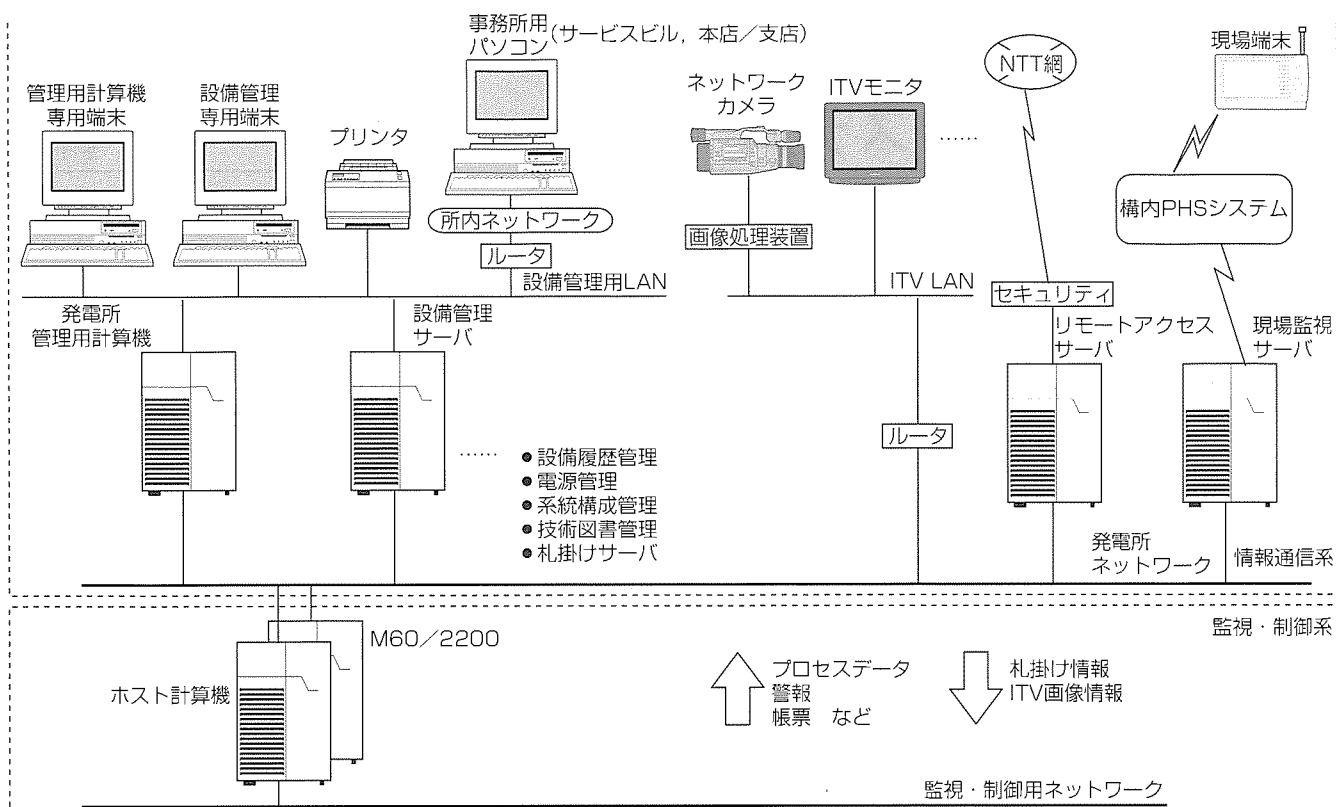 事務所用
パソコン
(サービスビル，本店／支店)
管理用計算機
専用端末
設備管理
専用端末
プリンタ
ネットワーク
カメラ
ITVモニタ
……
NTT網
現場端末
所内ネットワーク
ルータ
設備管理用LAN
画像処理装置
ITV LAN
構内PHSシステム
セキュリティ
発電所
管理用計算機
設備管理
サーバ
リモートアクセス
サーバ
現場監視
サーバ
ルータ
……
●設備履歴管理
●電源管理
●系統構成管理
●技術図書管理
●札掛けサーバ
発電所
ネットワーク
情報通信系
監視・制御系
M60／2200
ホスト計算機
プロセスデータ
警報
帳票　など
札掛け情報
ITV画像情報
監視・制御用ネットワーク